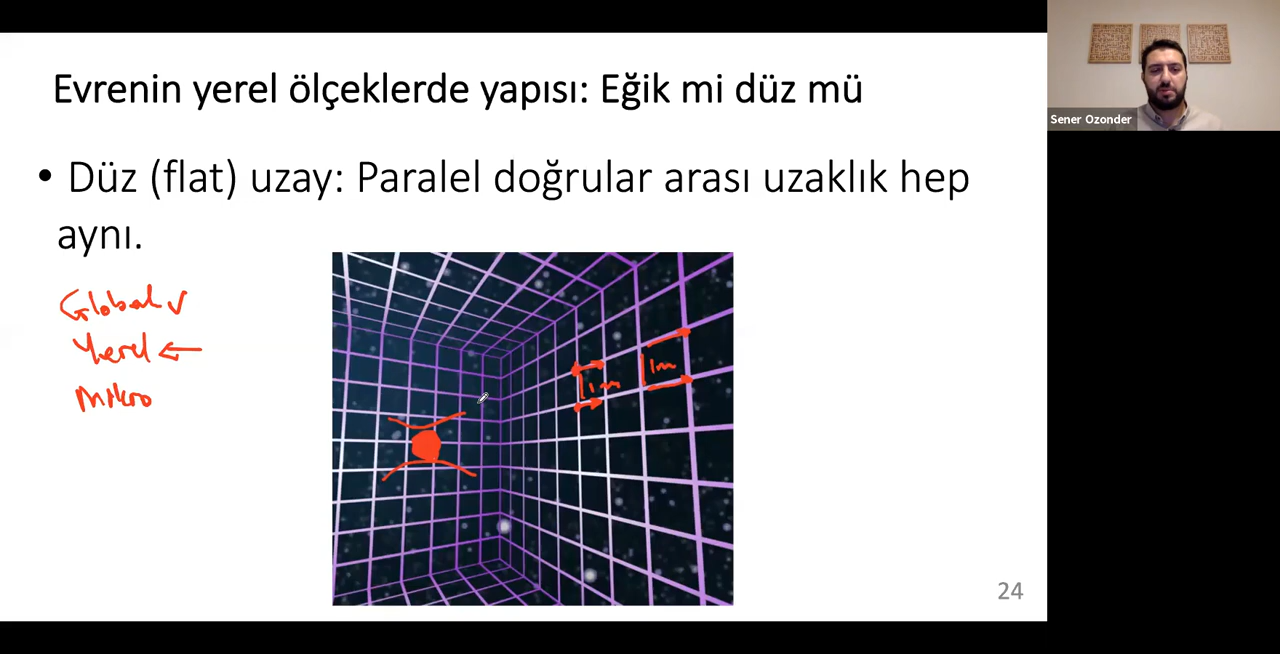 Evrenin yerel ölçeklerde yapısı: Eğik mi düz mü
Sener Ozonder
• Düz (flat) uzay: Paralel doğrular arası uzaklık hep
aynı.
Global ✓
Yerel ←
Mikro
1m
1m
24